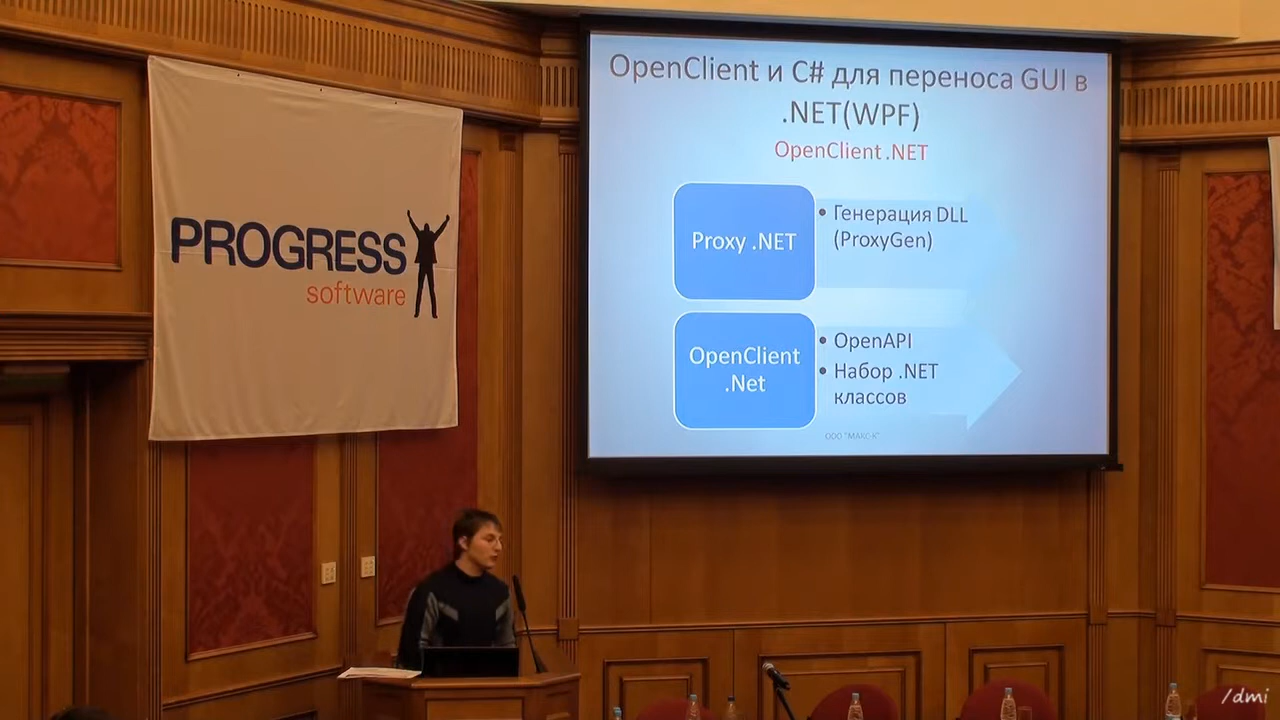 PROGRESS
software
OpenClient и C# для переноса GUI в
.NET(WPF)
OpenClient .NET
Proxy .NET
• Генерация DLL
(ProxyGen)
OpenClient
.Net
• OpenAPI
• Набор .NET
классов
ООО "МАКС-К"
/dmi